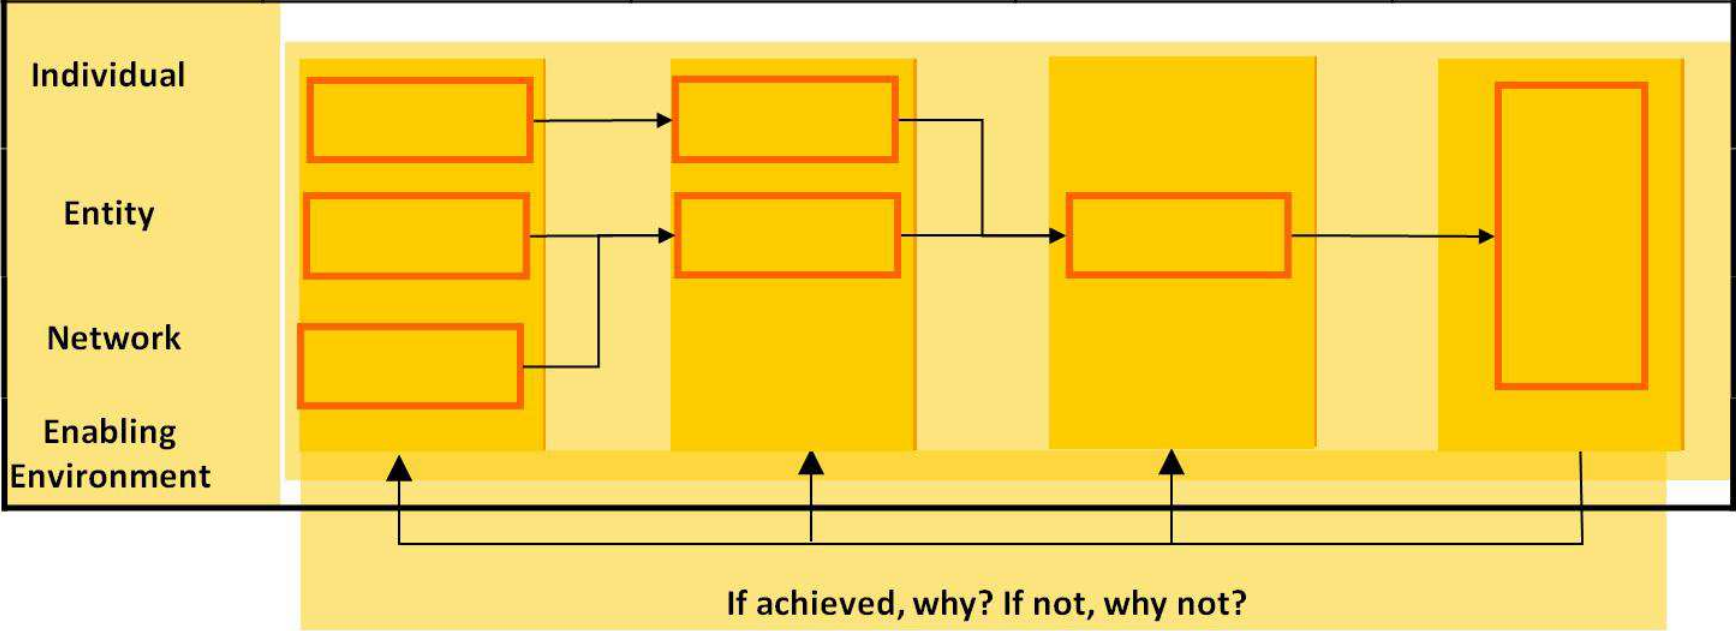 Individual
Entity
Network
Enabling
Environment
If achieved, why? If not, why not?